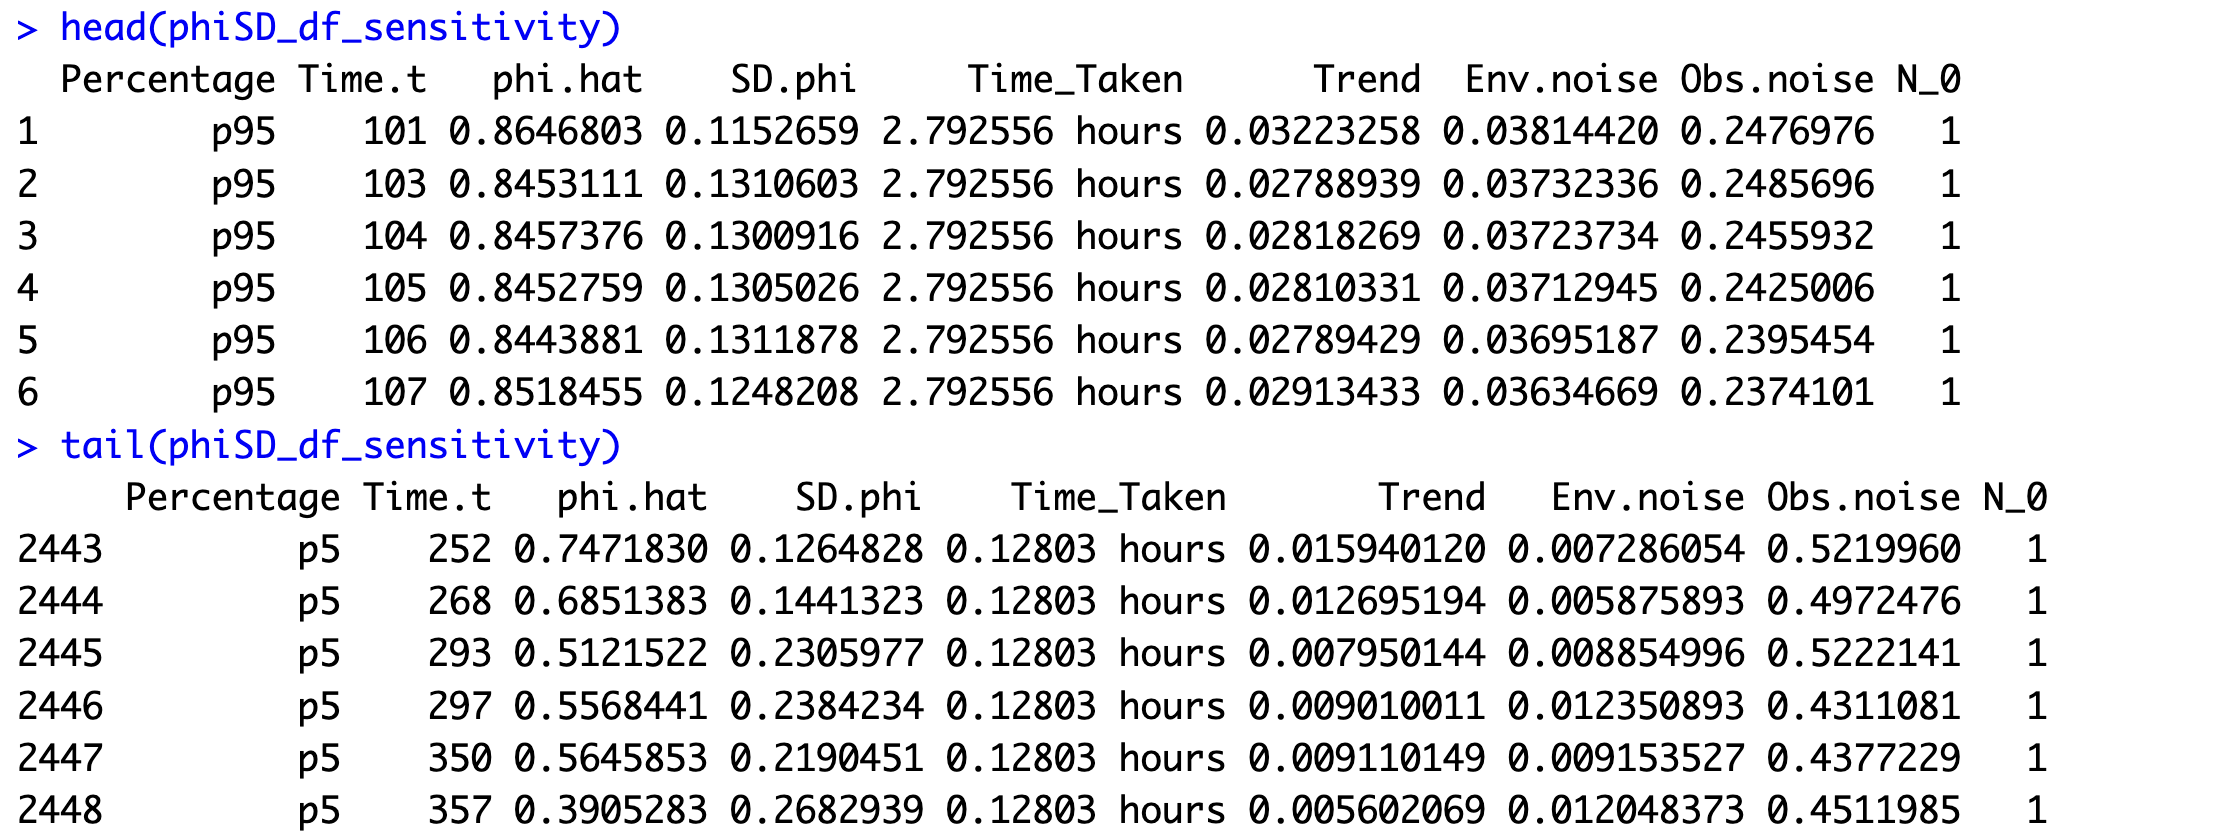 > head(phiSD_df_sensitivity)
  Percentage Time.t   phi.hat    SD.phi     Time_Taken      Trend  Env.noise Obs.noise N_0
1        p95    101 0.8646803 0.1152659 2.792556 hours 0.03223258 0.03814420 0.2476976   1
2        p95    103 0.8453111 0.1310603 2.792556 hours 0.02788939 0.03732336 0.2485696   1
3        p95    104 0.8457376 0.1300916 2.792556 hours 0.02818269 0.03723734 0.2455932   1
4        p95    105 0.8452759 0.1305026 2.792556 hours 0.02810331 0.03712945 0.2425006   1
5        p95    106 0.8443881 0.1311878 2.792556 hours 0.02789429 0.03695187 0.2395454   1
6        p95    107 0.8518455 0.1248208 2.792556 hours 0.02913433 0.03634669 0.2374101   1
> tail(phiSD_df_sensitivity)
     Percentage Time.t   phi.hat    SD.phi    Time_Taken       Trend   Env.noise Obs.noise N_0
2443         p5    252 0.7471830 0.1264828 0.12803 hours 0.015940120 0.007286054 0.5219960   1
2444         p5    268 0.6851383 0.1441323 0.12803 hours 0.012695194 0.005875893 0.4972476   1
2445         p5    293 0.5121522 0.2305977 0.12803 hours 0.007950144 0.008854996 0.5222141   1
2446         p5    297 0.5568441 0.2384234 0.12803 hours 0.009010011 0.012350893 0.4311081   1
2447         p5    350 0.5645853 0.2190451 0.12803 hours 0.009110149 0.009153527 0.4377229   1
2448         p5    357 0.3905283 0.2682939 0.12803 hours 0.005602069 0.012048373 0.4511985   1